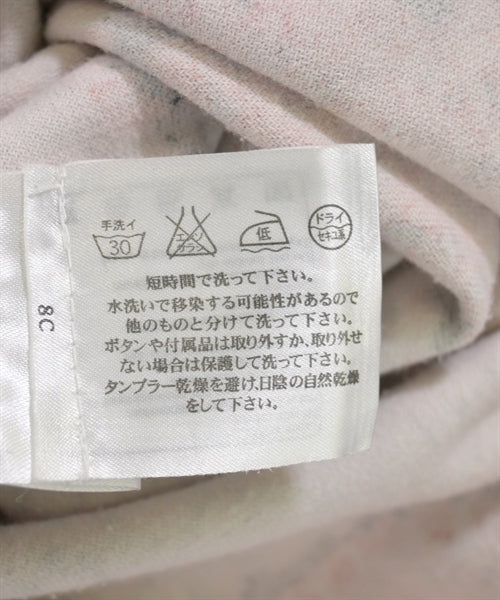 手洗イ
30
エンソ
サラシ
低
ドライ
セキユ系
短時間で洗って下さい。
水洗いで移染する可能性があるので
他のものと分けて洗って下さい。
ボタンや付属品は取り外すか、取り外せ
ない場合は保護して洗って下さい。
タンブラー乾燥を避け、日陰の自然乾燥
をして下さい。
8C